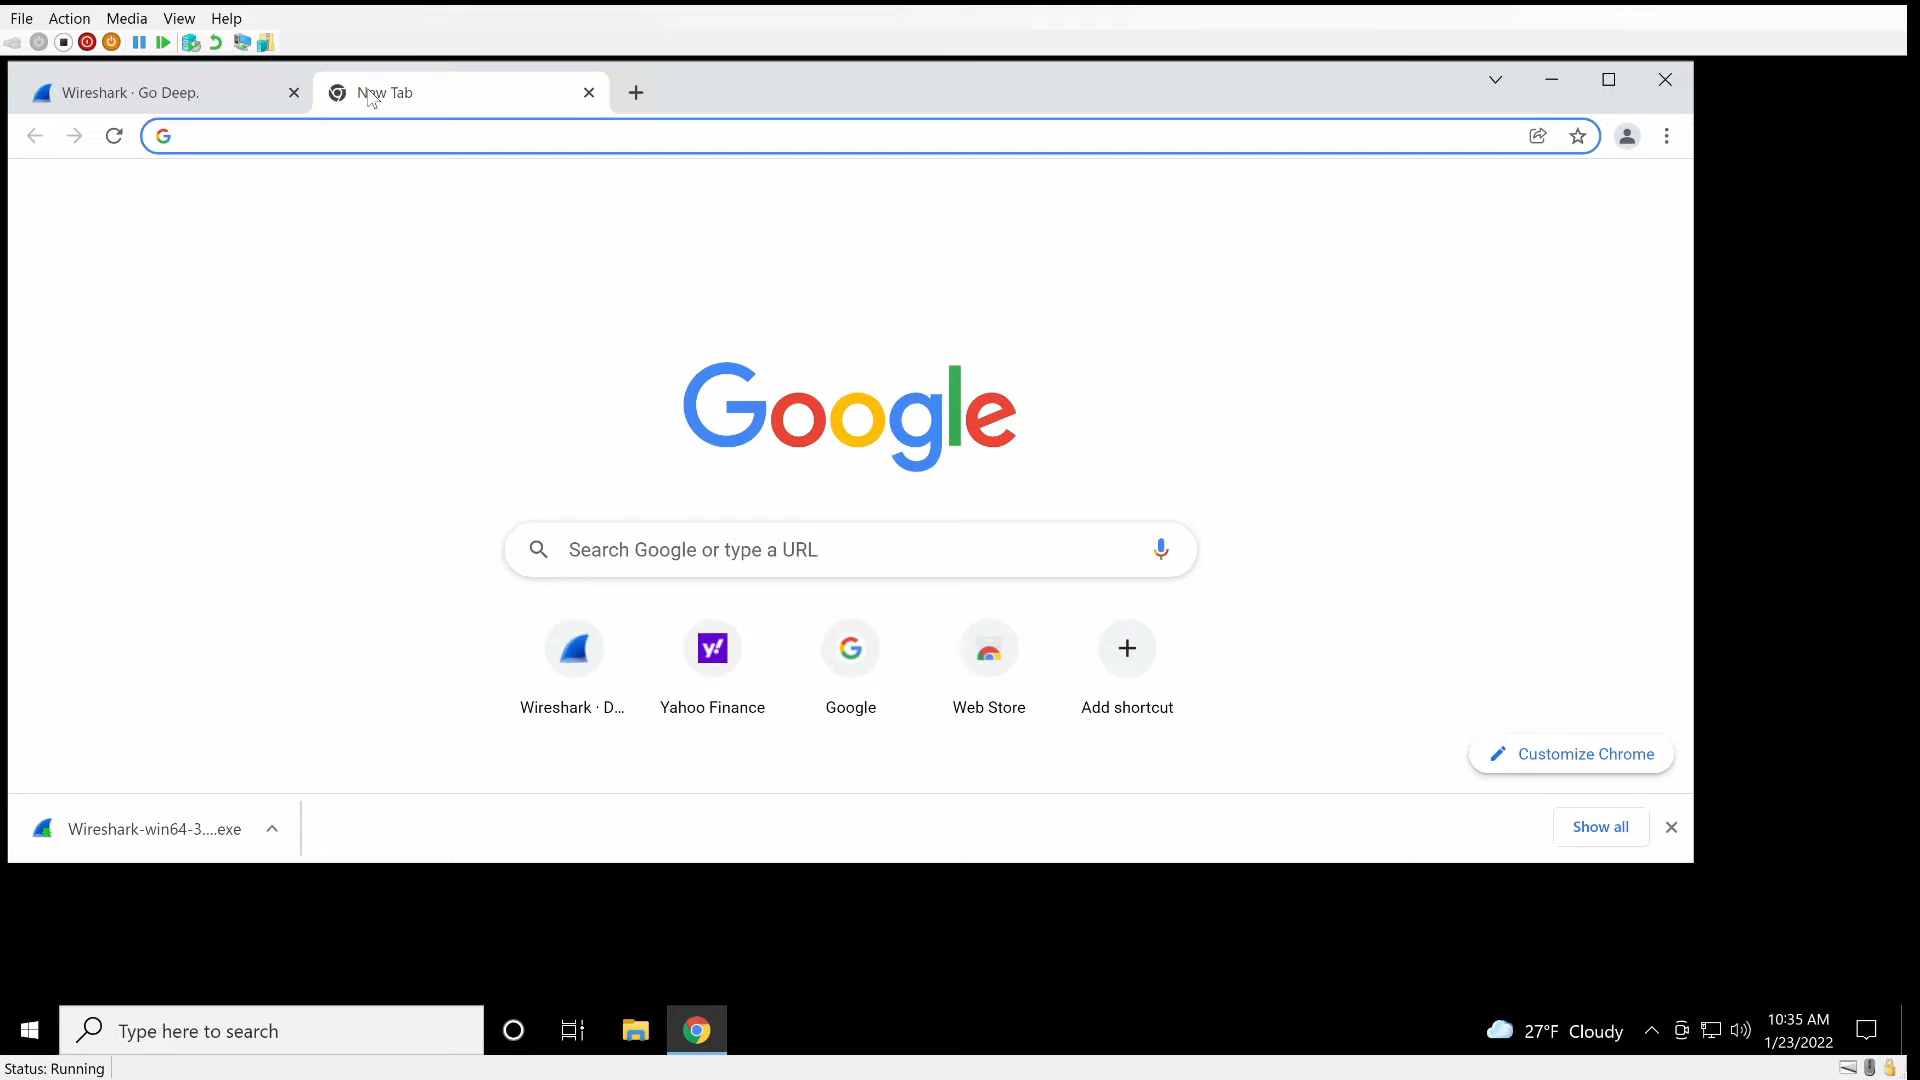 File Action Media View Help
Wireshark · Go Deep.
New Tab
Google
Search Google or type a URL
Wireshark · D...
Yahoo Finance
Google
Web Store
Add shortcut
Customize Chrome
Wireshark-win64-3....exe
Show all
Type here to search
27°F Cloudy
10:35 AM
1/23/2022
Status: Running